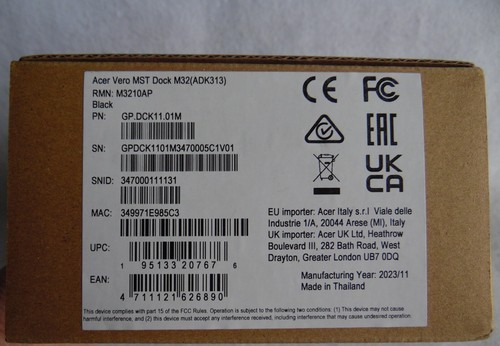 Acer Vero MST Dock M32(ADK313)
RMN: M3210AP
Black
PN: GP.DCK11.01M
SN: GPDCK1101M3470005C1V01
SNID: 347000111131
MAC: 349971E985C3
UPC:
1 95133 20767 6
EAN:
4 711121 626890
CE FC
EAC
UK
CA
EU importer: Acer Italy s.r.l Viale delle
Industrie 1/A, 20044 Arese (MI), Italy
UK importer: Acer UK Ltd, Heathrow
Boulevard III, 282 Bath Road, West
Drayton, Greater London UB7 0DQ
Manufacturing Year: 2023/11
Made in Thailand
This device complies with part 15 of the FCC Rules. Operation is subject to the following two conditions: (1) This device may not cause
harmful interference, and (2) this device must accept any interference received, including interference that may cause undesired operation.